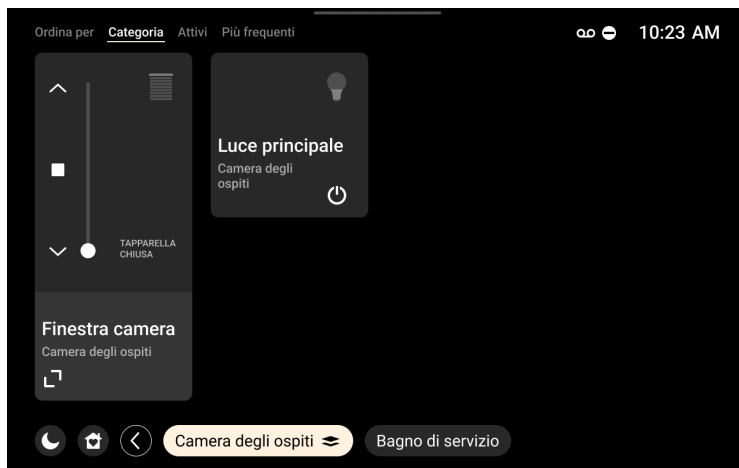 Ordina per Categoria Attivi Più frequenti
10:23 AM
TAPPARELLA
CHIUSA
Finestra camera
Camera degli ospiti
Luce principale
Camera degli
ospiti
Camera degli ospiti
Bagno di servizio